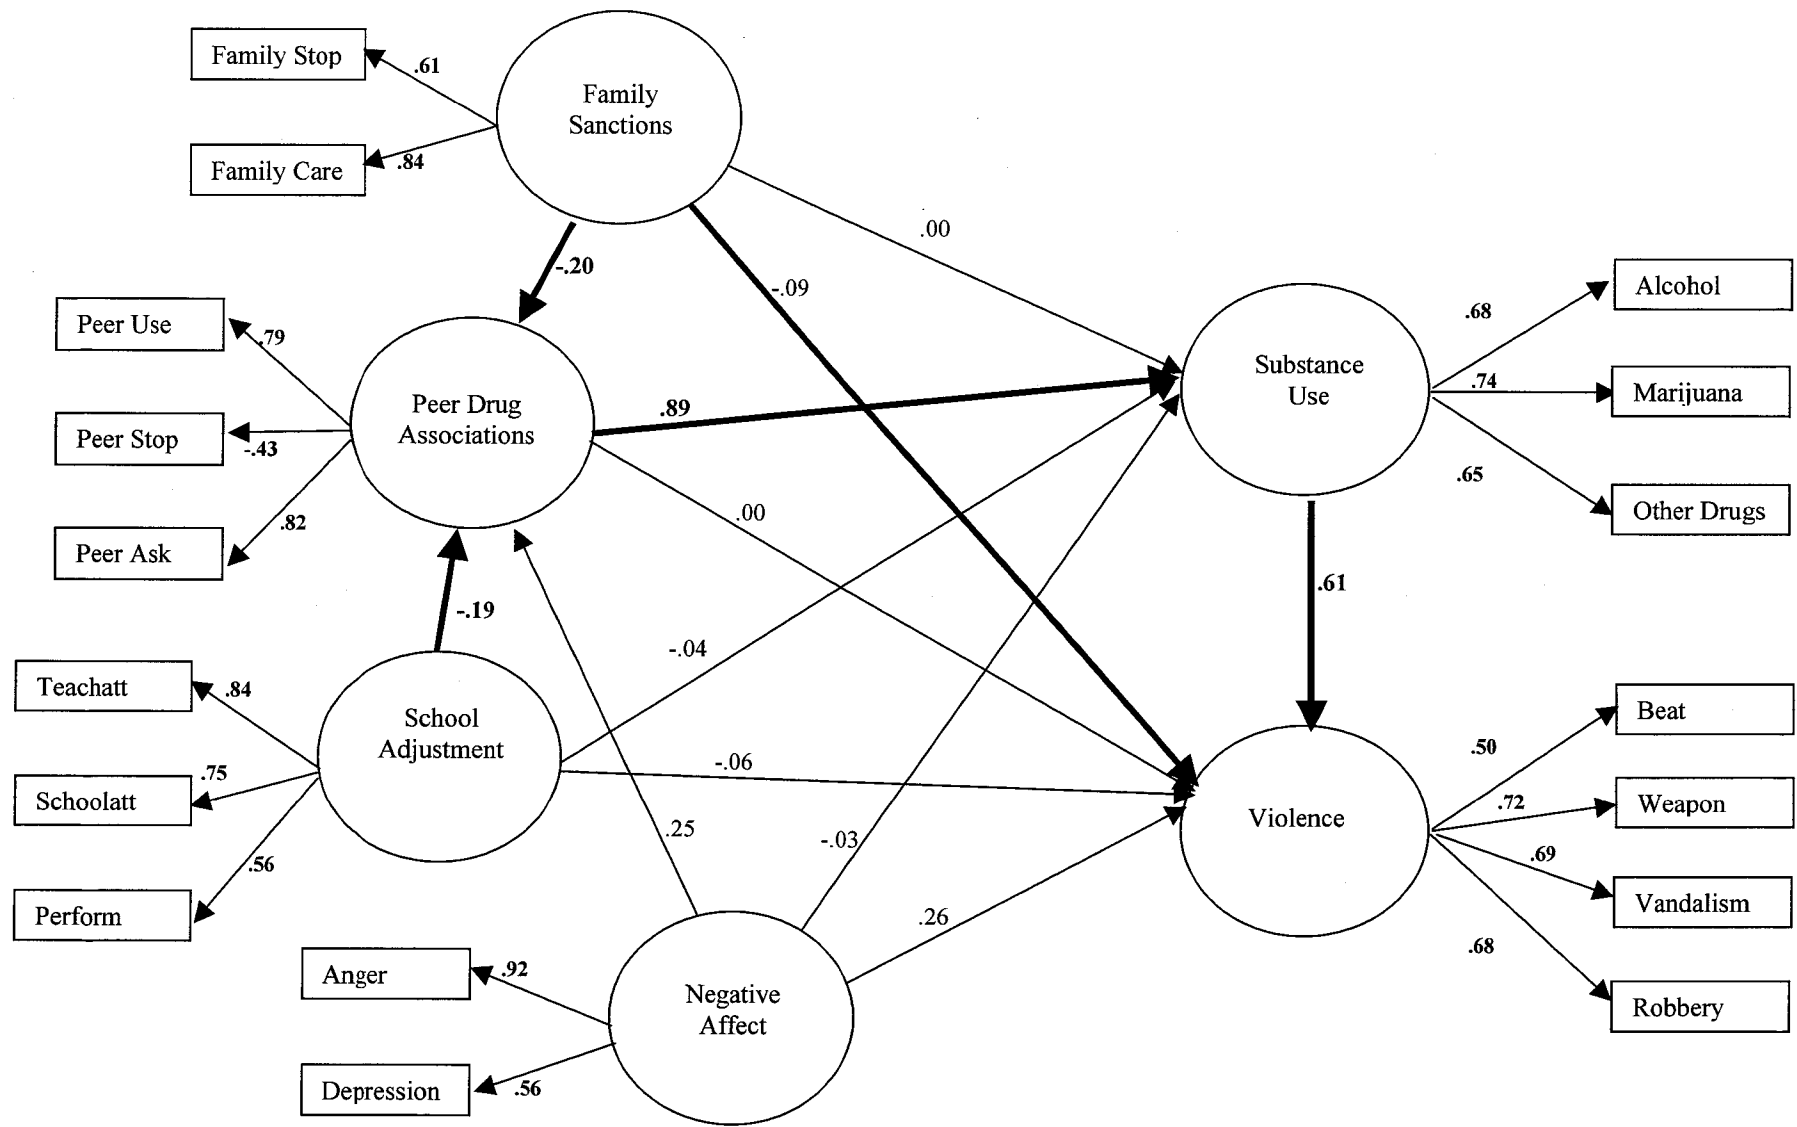 Family Stop
.61
Family
Sanctions
Family Care
.84
.00
-.20
-.09
Alcohol
.68
Peer Use
.79
Substance
Use
Peer Drug
Associations
.89
.74
Marijuana
Peer Stop
-.43
.65
Other Drugs
.82
.00
Peer Ask
.61
-.19
-.04
Teachatt
.84
School
Adjustment
Beat
.50
-.06
.75
Schoolatt
.72
Weapon
Violence
.25
-.03
.56
.69
Vandalism
Perform
.26
.68
Anger
.92
Negative
Affect
Robbery
Depression
.56